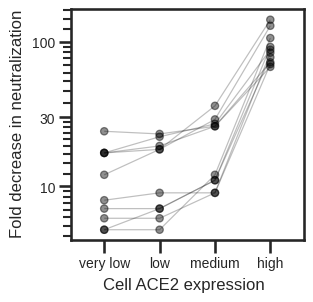 Fold decrease in neutralization
100
30
10
very low low medium high
Cell ACE2 expression